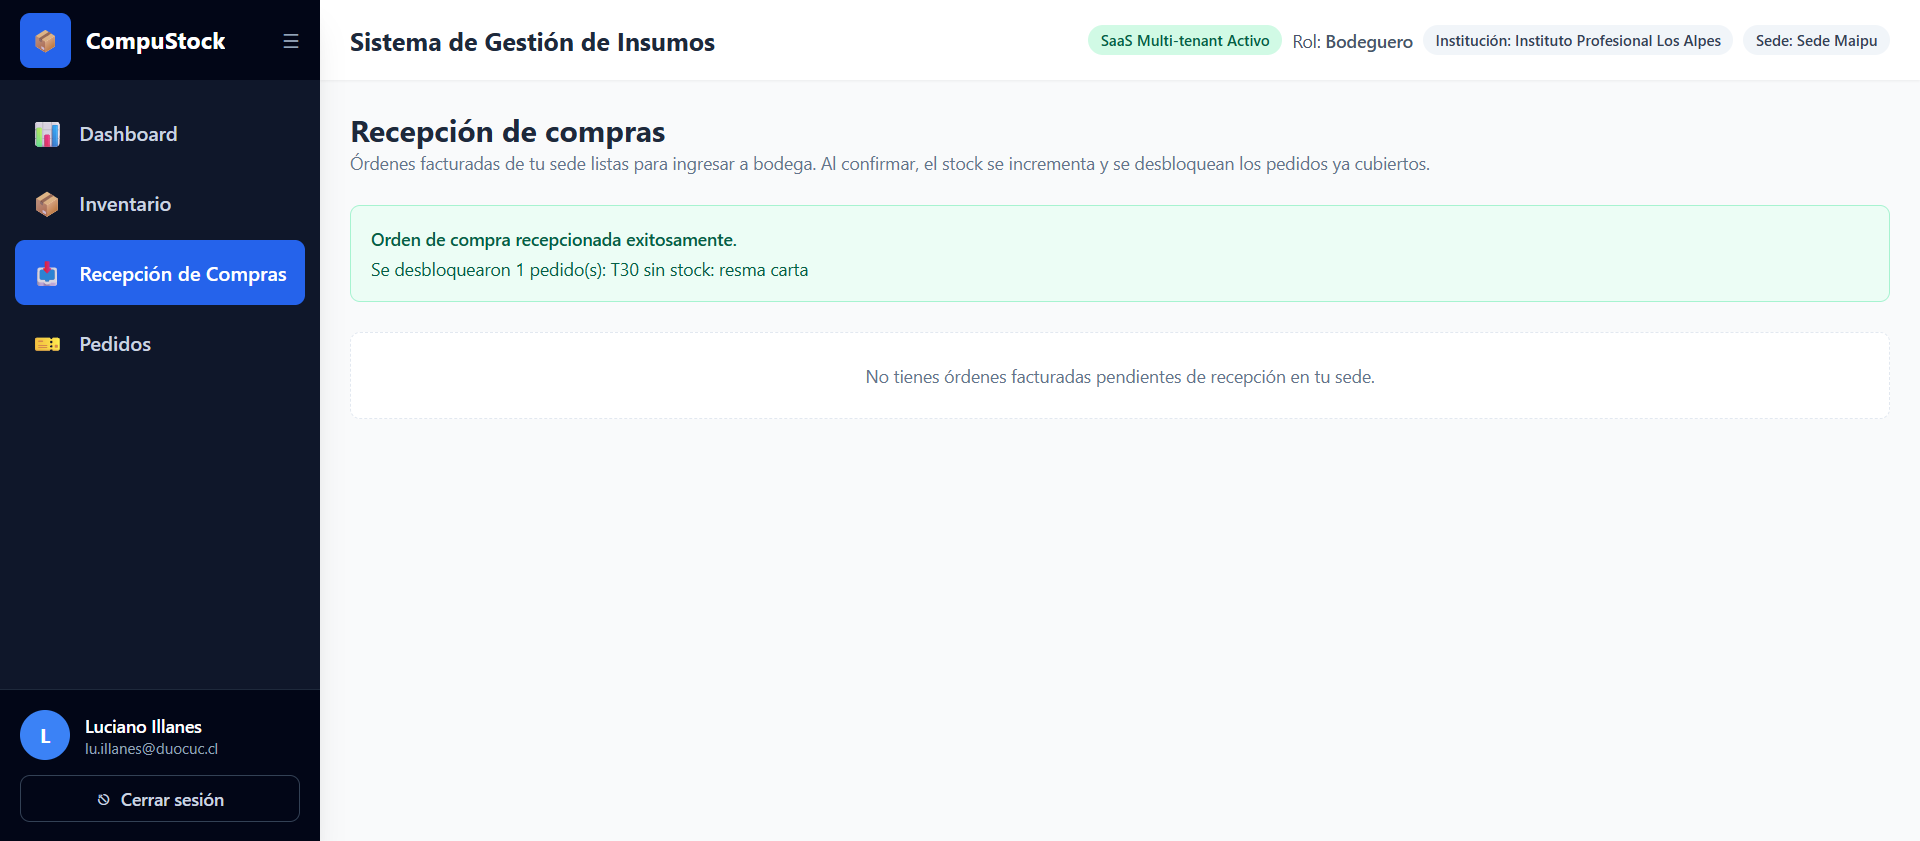 CompuStock
Dashboard
Inventario
Recepción de Compras
Pedidos
L
Luciano Illanes
lu.illanes@duocuc.cl
Cerrar sesión
Sistema de Gestión de Insumos
SaaS Multi-tenant Activo
Rol: Bodeguero
Institución: Instituto Profesional Los Alpes
Sede: Sede Maipu
Recepción de compras
Órdenes facturadas de tu sede listas para ingresar a bodega. Al confirmar, el stock se incrementa y se desbloquean los pedidos ya cubiertos.
Orden de compra recepcionada exitosamente.
Se desbloquearon 1 pedido(s): T30 sin stock: resma carta
No tienes órdenes facturadas pendientes de recepción en tu sede.